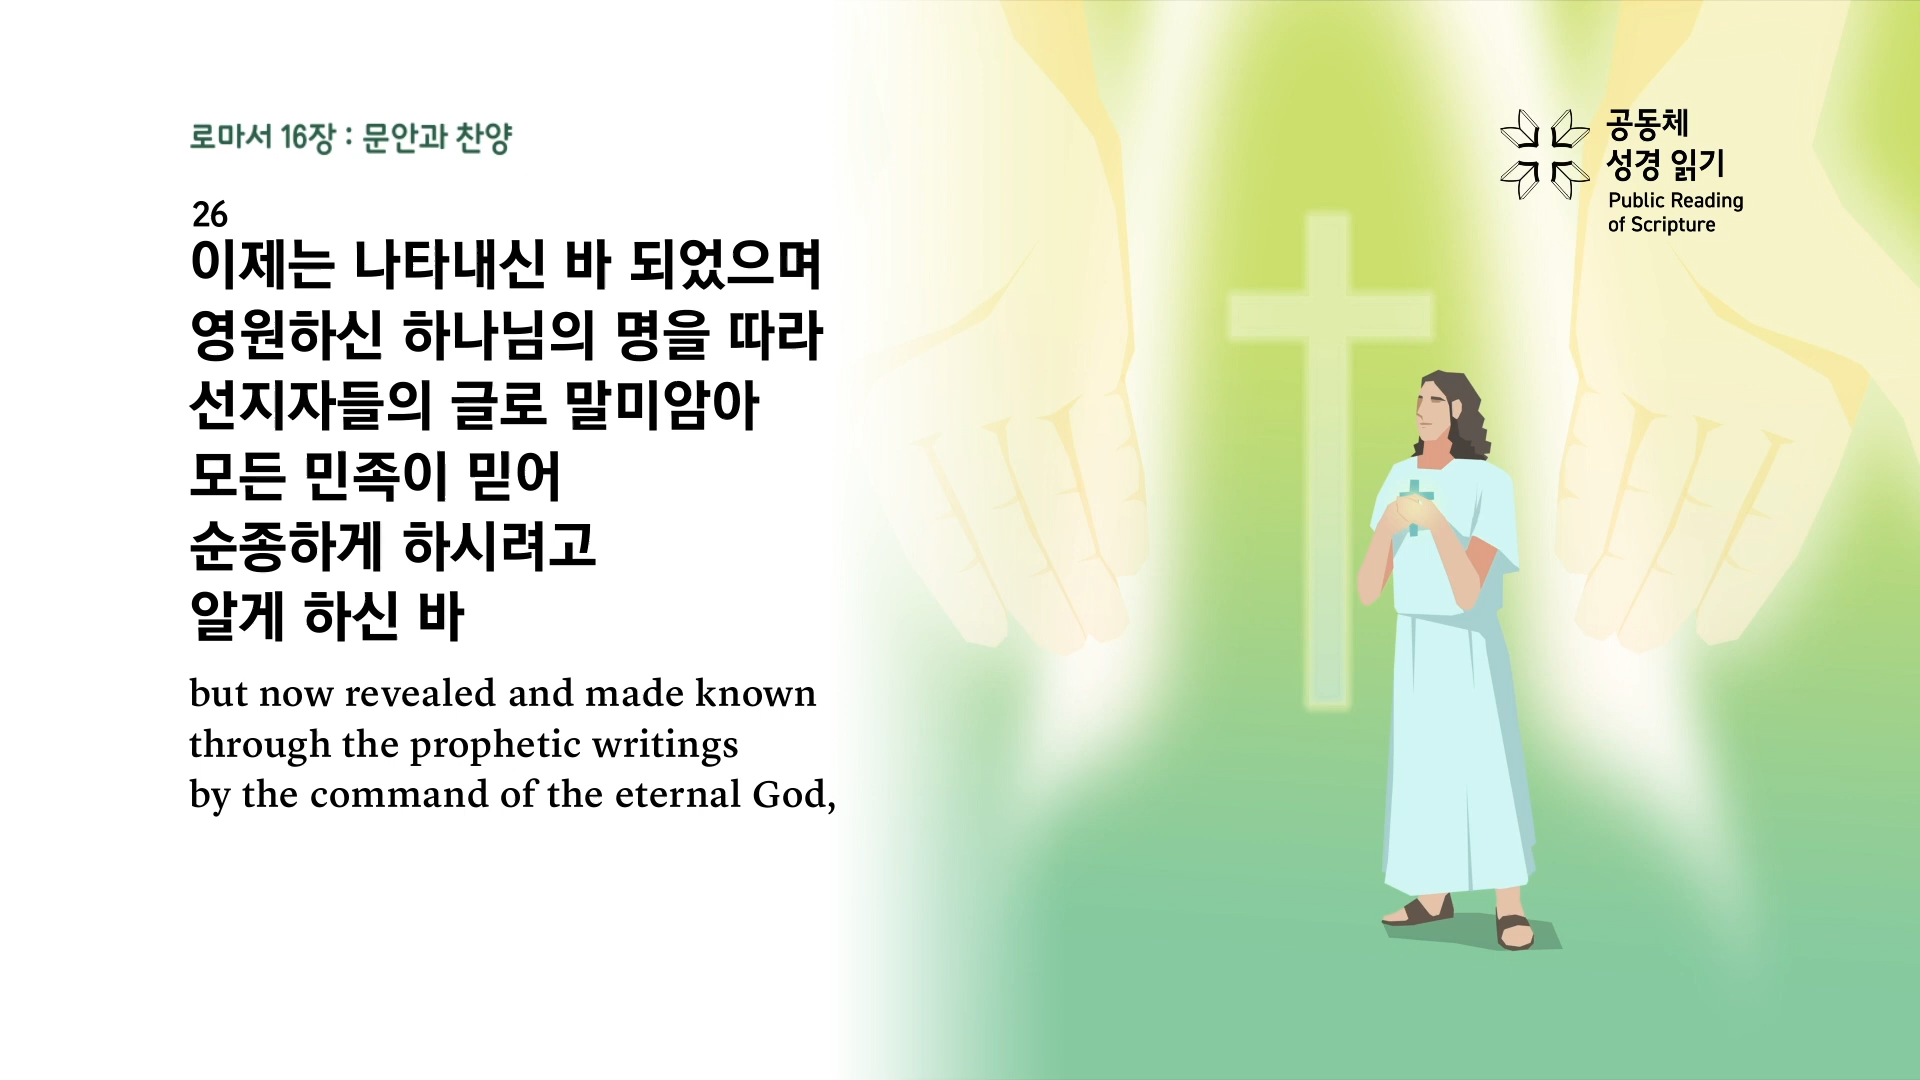 로마서 16장 : 문안과 찬양
26
이제는 나타내신 바 되었으며
영원하신 하나님의 명을 따라
선지자들의 글로 말미암아
모든 민족이 믿어
순종하게 하시려고
알게 하신 바
but now revealed and made known
through the prophetic writings
by the command of the eternal God,
공동체
성경 읽기
Public Reading
of Scripture